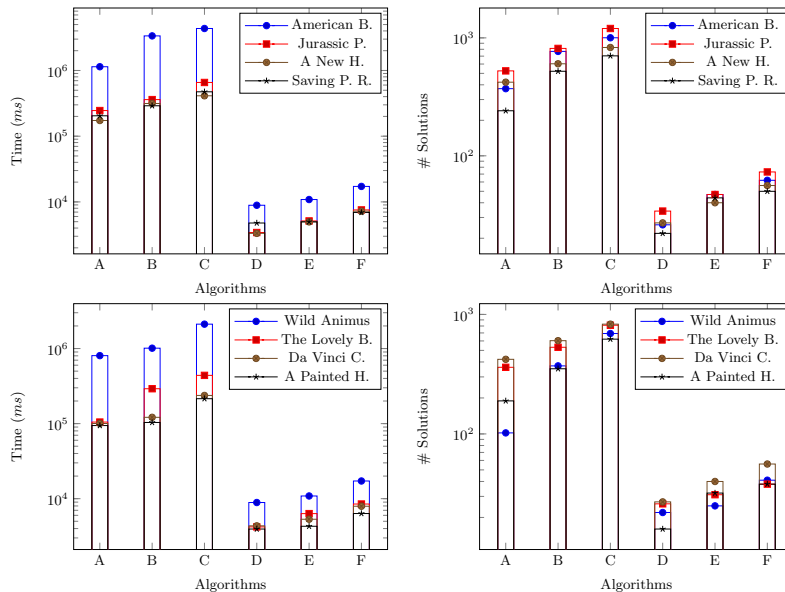 American B.
Jurassic P.
A New H.
Saving P. R.
10^6
10^5
10^4
Time (ms)
A B C D E F
Algorithms
American B.
Jurassic P.
A New H.
Saving P. R.
10^3
10^2
# Solutions
A B C D E F
Algorithms
Wild Animus
The Lovely B.
Da Vinci C.
A Painted H.
10^6
10^5
10^4
Time (ms)
A B C D E F
Algorithms
Wild Animus
The Lovely B.
Da Vinci C.
A Painted H.
10^3
10^2
# Solutions
A B C D E F
Algorithms